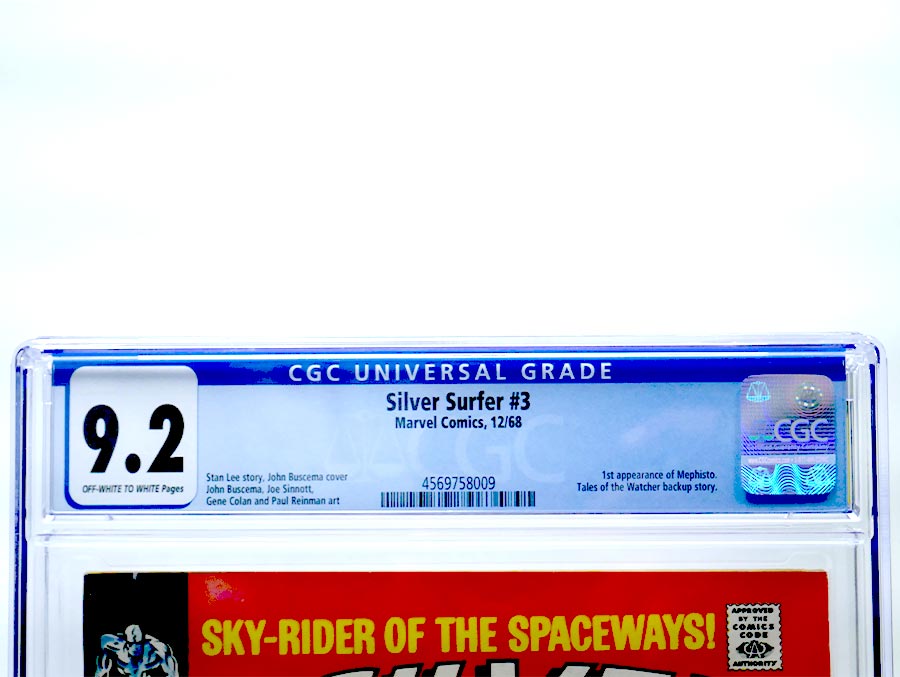 CGC UNIVERSAL GRADE
9.2
OFF-WHITE TO WHITE Pages
Silver Surfer #3
Marvel Comics, 12/68
Stan Lee story, John Buscema cover
John Buscema, Joe Sinnott,
Gene Colan and Paul Reinman art
4569758009
1st appearance of Mephisto.
Tales of the Watcher backup story.
CGC
CGC
SKY-RIDER OF THE SPACEWAYS!
APPROVED
BY THE
COMICS
CODE
AUTHORITY